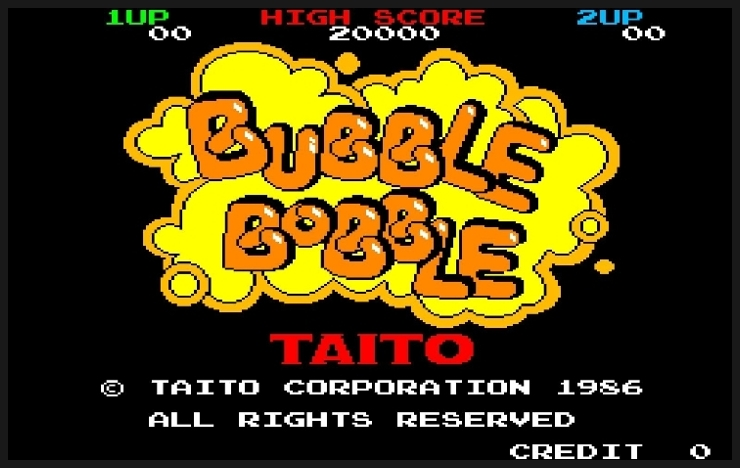 1UP HIGH SCORE 2UP
00 20000 00
BUBBLE
BOBBLE
TAITO
© TAITO CORPORATION 1986
ALL RIGHTS RESERVED
CREDIT 0